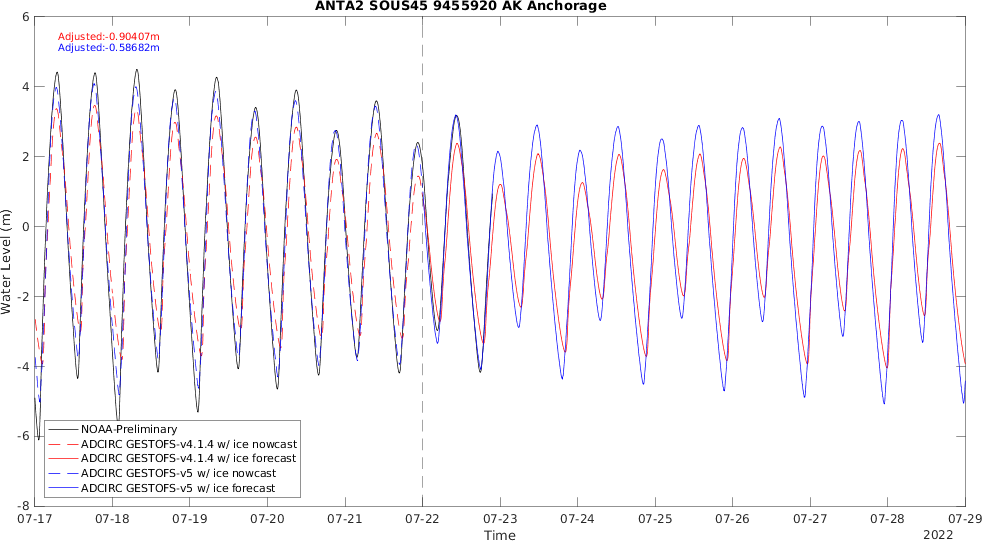 ANTA2 SOUS45 9455920 AK Anchorage
Adjusted:-0.90407m
Adjusted:-0.58682m
6
4
2
0
-2
-4
-6
-8
Water Level (m)
NOAA-Preliminary
ADCIRC GESTOFS-v4.1.4 w/ ice nowcast
ADCIRC GESTOFS-v4.1.4 w/ ice forecast
ADCIRC GESTOFS-v5 w/ ice nowcast
ADCIRC GESTOFS-v5 w/ ice forecast
07-17 07-18 07-19 07-20 07-21 07-22 07-23 07-24 07-25 07-26 07-27 07-28 07-29
Time
2022